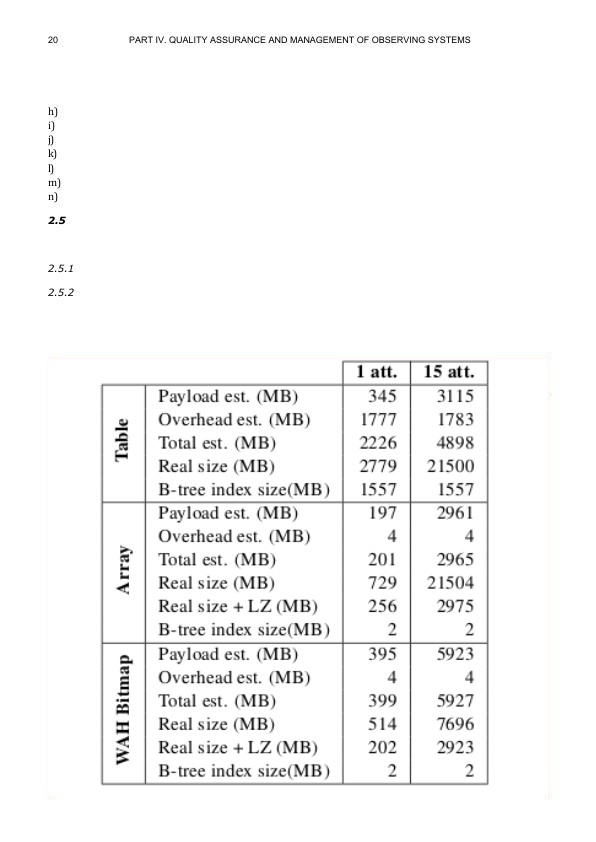 20 PART IV. QUALITY ASSURANCE AND MANAGEMENT OF OBSERVING SYSTEMS
h)
i)
j)
k)
l)
m)
n)
2.5
2.5.1
2.5.2
1 att. 15 att.
Table
Payload est. (MB) 345 3115
Overhead est. (MB) 1777 1783
Total est. (MB) 2226 4898
Real size (MB) 2779 21500
B-tree index size(MB) 1557 1557
Array
Payload est. (MB) 197 2961
Overhead est. (MB) 4 4
Total est. (MB) 201 2965
Real size (MB) 729 21504
Real size + LZ (MB) 256 2975
B-tree index size(MB) 2 2
WAH Bitmap
Payload est. (MB) 395 5923
Overhead est. (MB) 4 4
Total est. (MB) 399 5927
Real size (MB) 514 7696
Real size + LZ (MB) 202 2923
B-tree index size(MB) 2 2